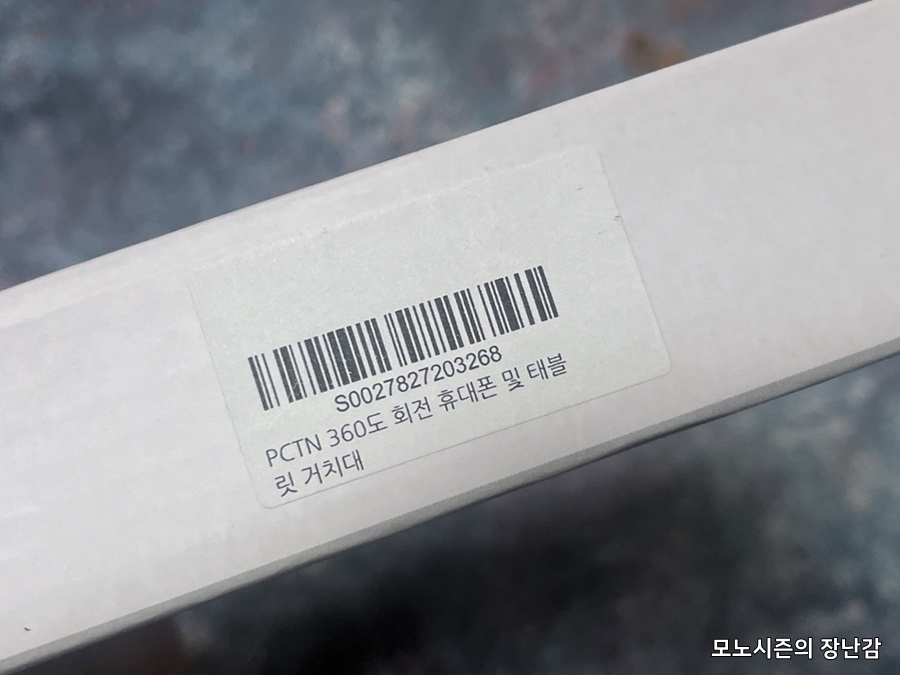 S0027827203268
PCTN 360도 회전 휴대폰 및 태블
릿 거치대
모노시즌의 장난감